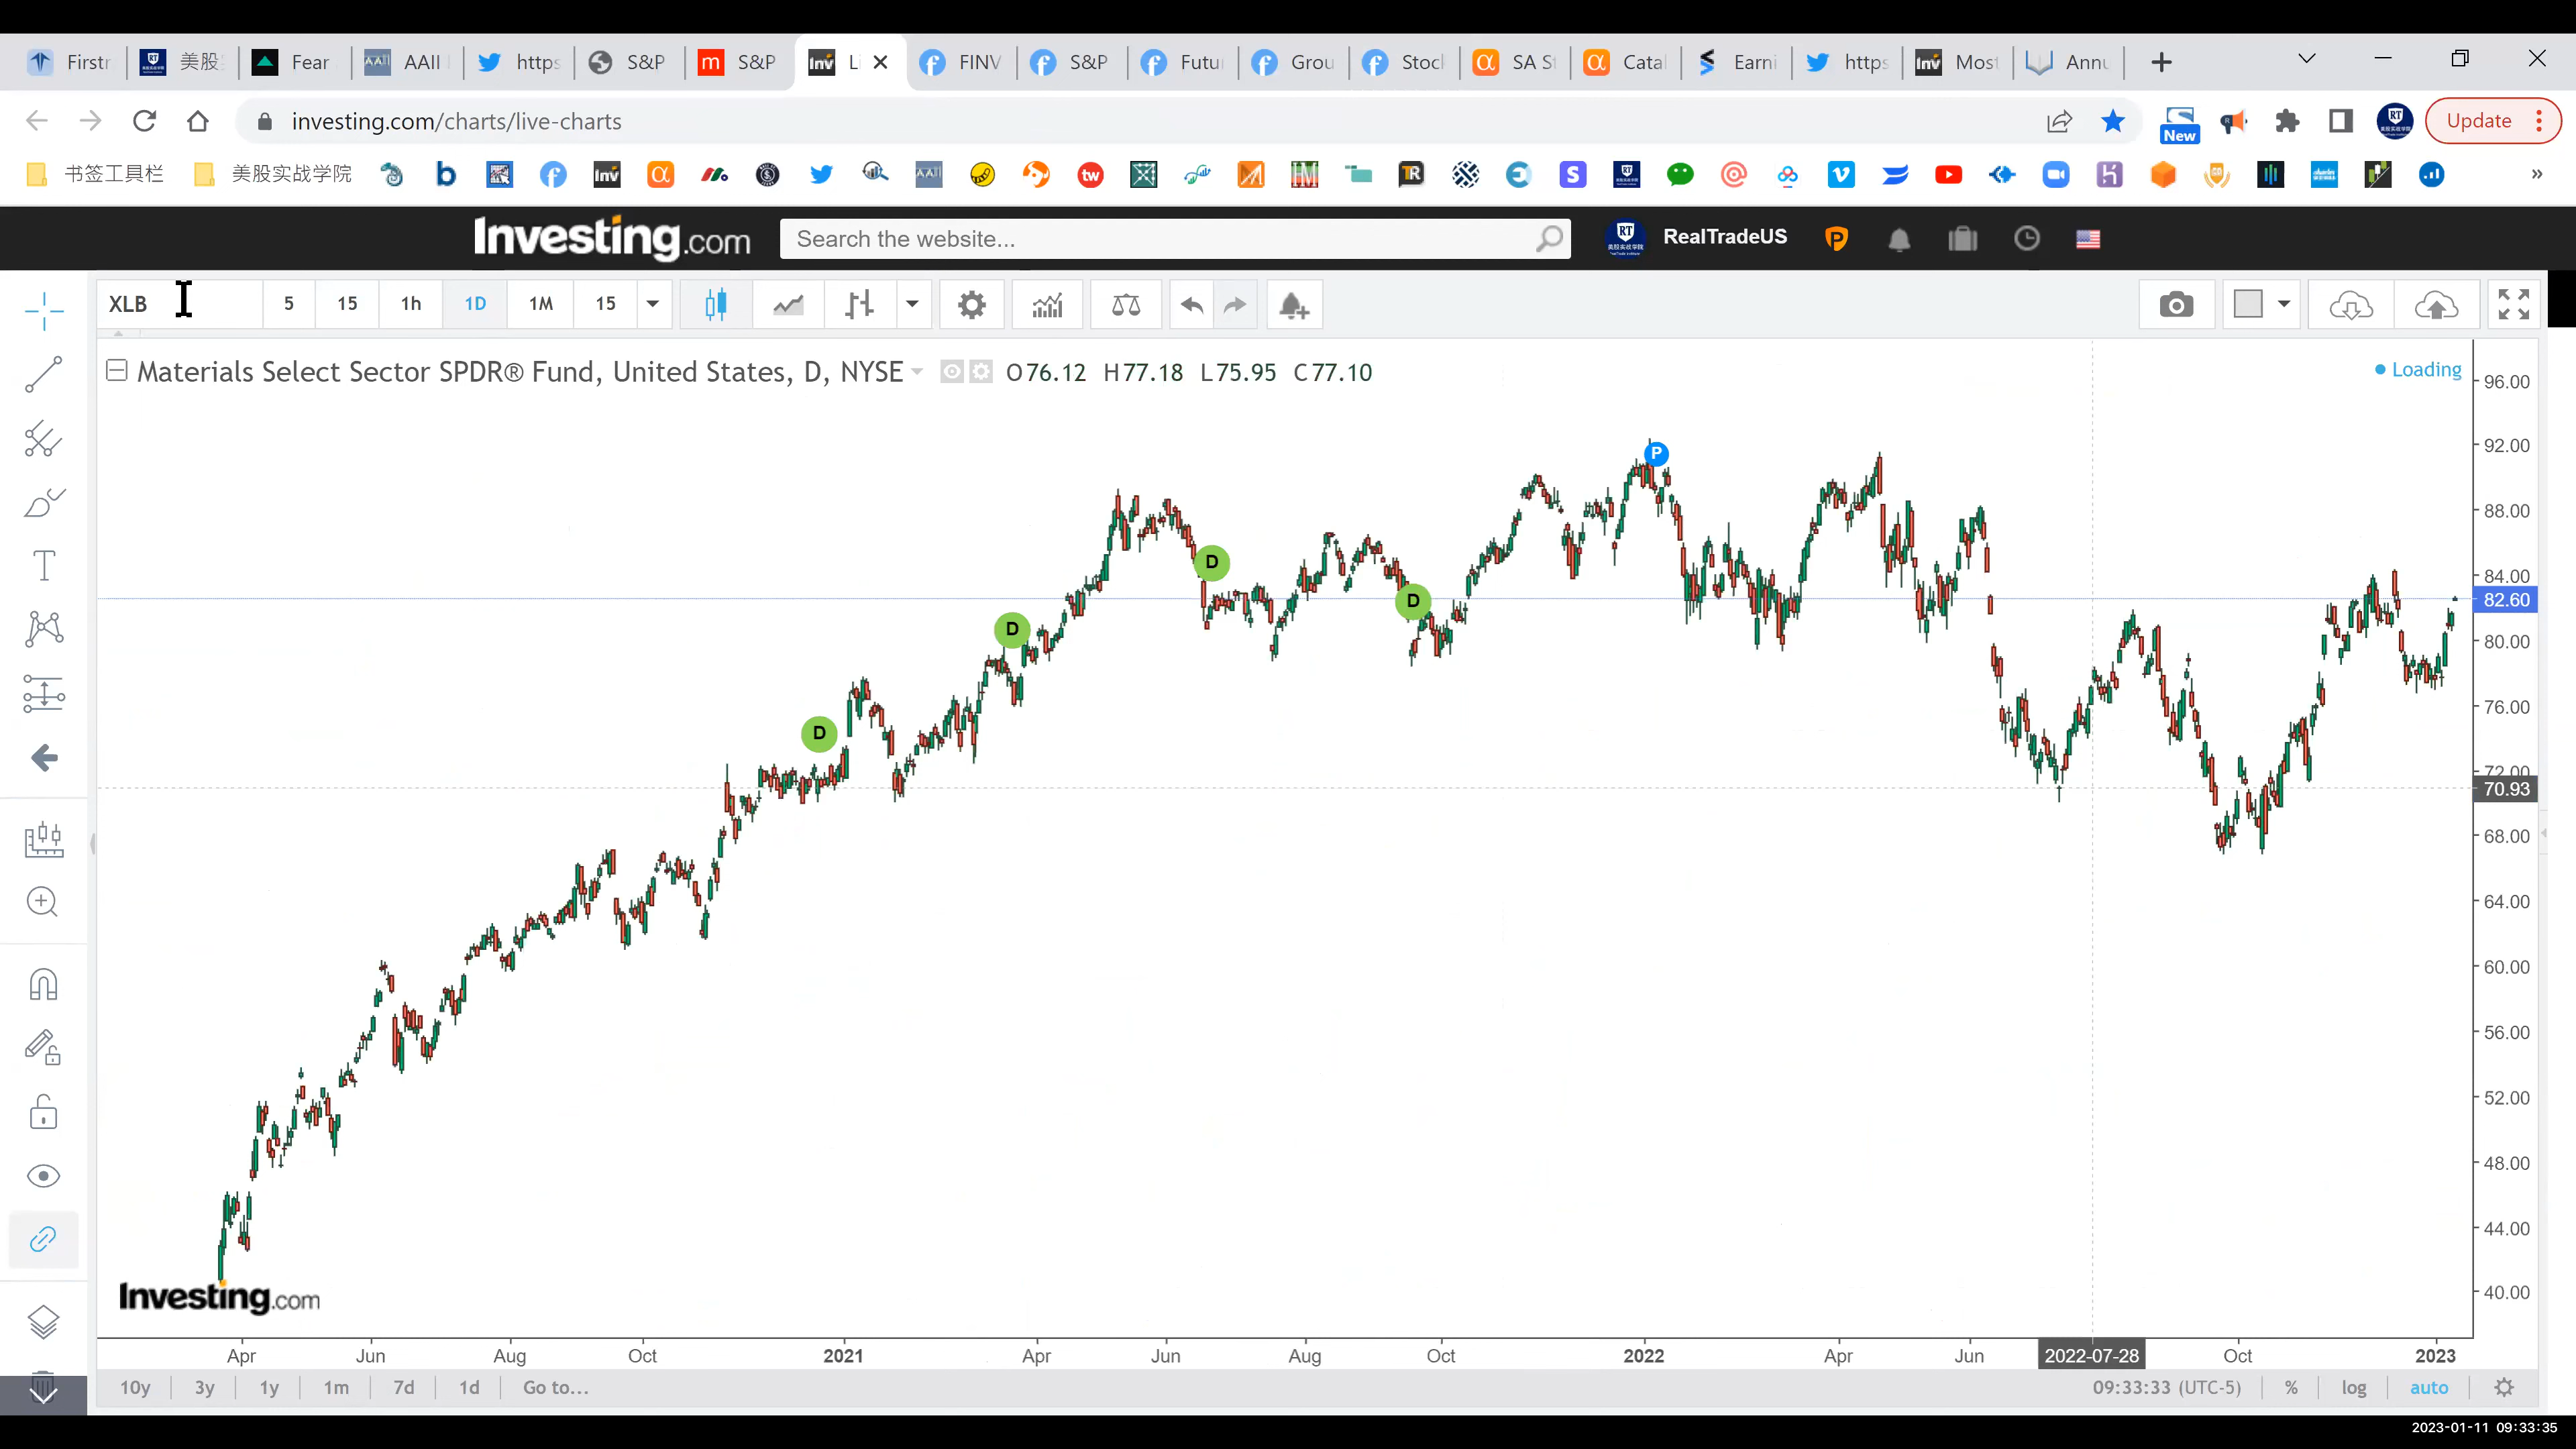 Firstr 美股 Fear AAII https S&P S&P Li FINV S&P Futur Grou Stoc SA St Catal Earni https Most Annu
investing.com/charts/live-charts New RT Update
书签工具栏 美股实战学院
Investing.com Search the website... RealTradeUS
XLB 5 15 1h 1D 1M 15
Materials Select Sector SPDR® Fund, United States, D, NYSE O76.12 H77.18 L75.95 C77.10 Loading
96.00
92.00
P
88.00
84.00
D
82.60
D
D
80.00
76.00
D
72.00
70.93
68.00
64.00
60.00
56.00
52.00
48.00
44.00
40.00
Investing.com
Apr Jun Aug Oct 2021 Apr Jun Aug Oct 2022 Apr Jun 2022-07-28 Oct 2023
10y 3y 1y 1m 7d 1d Go to... 09:33:33 (UTC-5) % log auto
2023-01-11 09:33:35